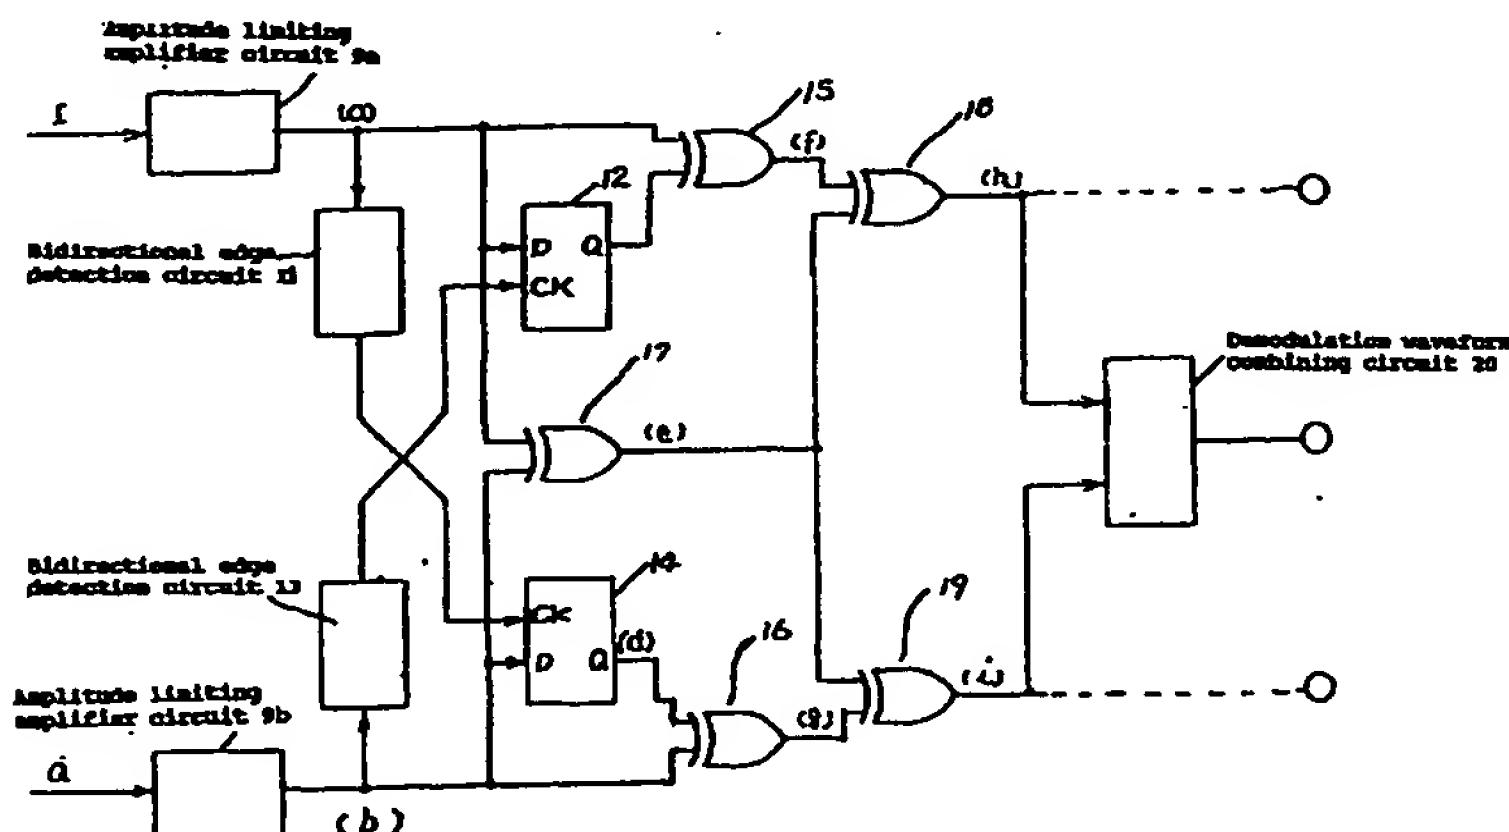 Amplitude limiting
amplifier circuit 9a
I
15
18
(f)
(h)
12
D Q
CK
Bidirectional edge
detection circuit 11
17
Demodulation waveform
combining circuit 20
(e)
Bidirectional edge
detection circuit 13
14
CK
(d)
D Q
16
19
(i)
Amplitude limiting
amplifier circuit 9b
(g)
Q
(b)